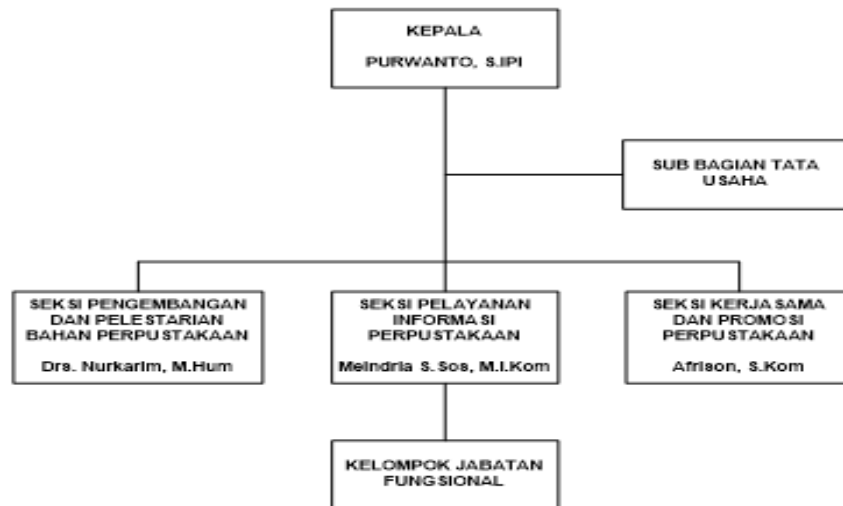 KEPALA
PURWANTO, S.IPI
SUB BAGIAN TATA
USAHA
SEKSI PENGEMBANGAN
DAN PELESTARIAN
BAHAN PERPUSTAKAAN
Drs. Nurkarim, M.Hum
SEKSI PELAYANAN
INFORMASI
PERPUSTAKAAN
Meindria S.Sos, M.I.Kom
SEKSI KERJASAMA
DAN PROMOSI
PERPUSTAKAAN
Afrison, S.Kom
KELOMPOK JABATAN
FUNGSIONAL